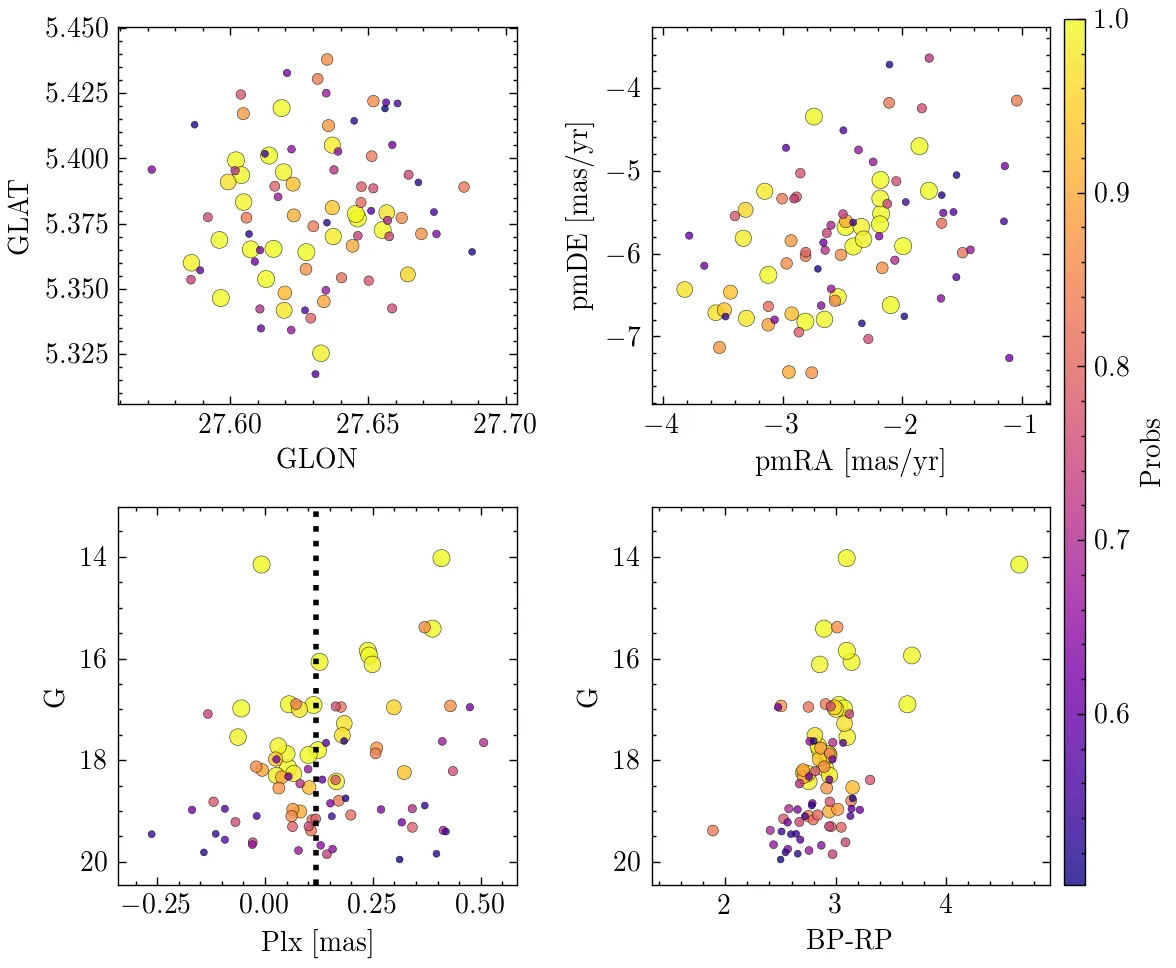 5.450
5.425
5.400
5.375
5.350
5.325
GLAT
27.60 27.65 27.70
GLON
−4
−5
−6
−7
pmDE [mas/yr]
−4 −3 −2 −1
pmRA [mas/yr]
14
16
18
20
G
−0.25 0.00 0.25 0.50
Plx [mas]
14
16
18
20
G
2 3 4
BP-RP
1.0
0.9
0.8
0.7
0.6
Probs